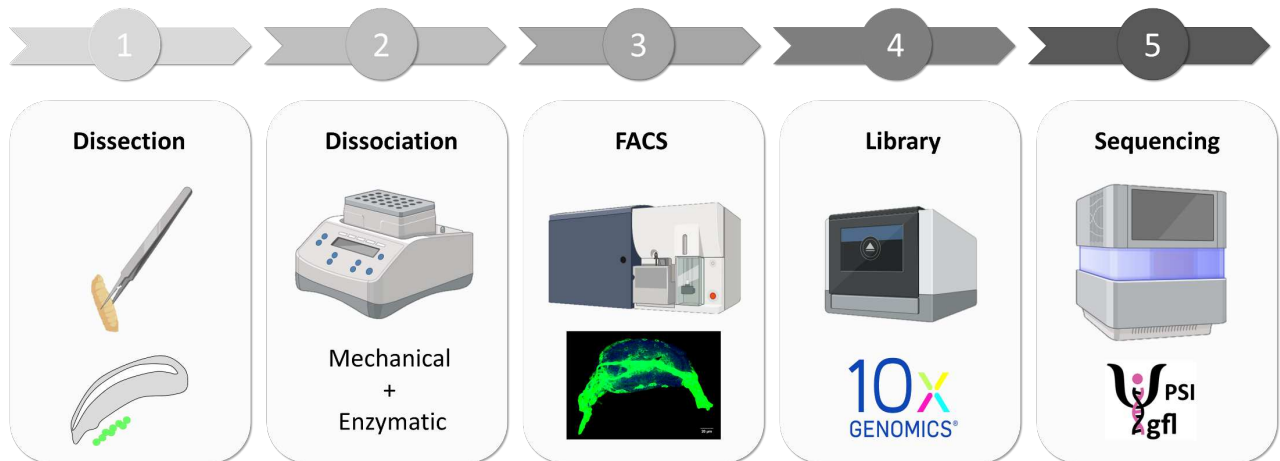 1
2
3
4
5
Dissection
Dissociation
FACS
Library
Sequencing
Mechanical
+
Enzymatic
10x
GENOMICS®
PSI
gfl